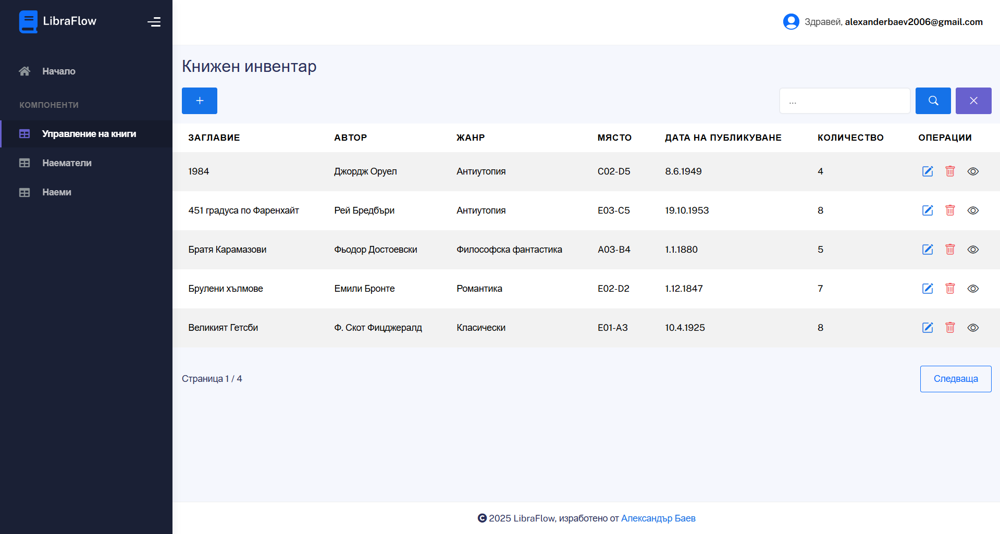 LibraFlow
Здравей, alexanderbaev2006@gmail.com
Начало
КОМПОНЕНТИ
Управление на книги
Наематели
Наеми
Книжен инвентар
...
ЗАГЛАВИЕ АВТОР ЖАНР МЯСТО ДАТА НА ПУБЛИКУВАНЕ КОЛИЧЕСТВО ОПЕРАЦИИ
1984 Джордж Оруел Антиутопия C02-D5 8.6.1949 4
451 градуса по Фаренхайт Рей Бредбъри Антиутопия E03-C5 19.10.1953 8
Братя Карамазови Фьодор Достоевски Философска фантастика A03-B4 1.1.1880 5
Брулени хълмове Емили Бронте Романтика E02-D2 1.12.1847 7
Великият Гетсби Ф. Скот Фицджералд Класически E01-A3 10.4.1925 8
Страница 1 / 4
Следваща
© 2025 LibraFlow, изработено от Александър Баев